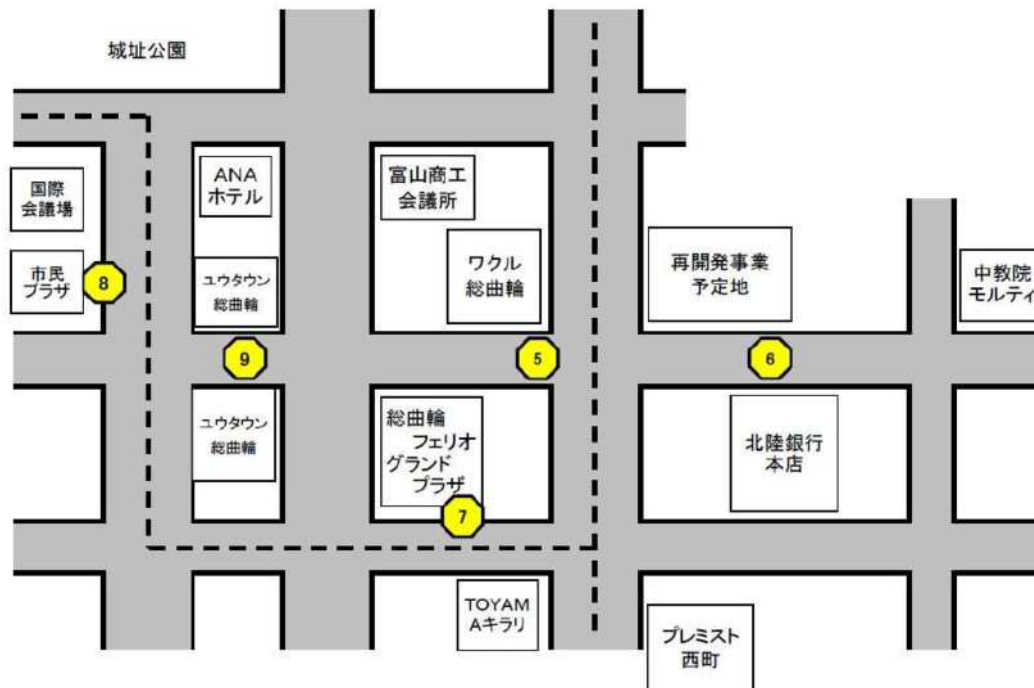 城址公園
国際
会議場
ANA
ホテル
富山商工
会議所
市民
プラザ
8
ユウタウン
総曲輪
ワクル
総曲輪
再開発事業
予定地
中教院
モルティ
9
5
6
ユウタウン
総曲輪
総曲輪
フェリオ
グランド
プラザ
7
北陸銀行
本店
TOYAM
Aキラリ
プレミスト
西町